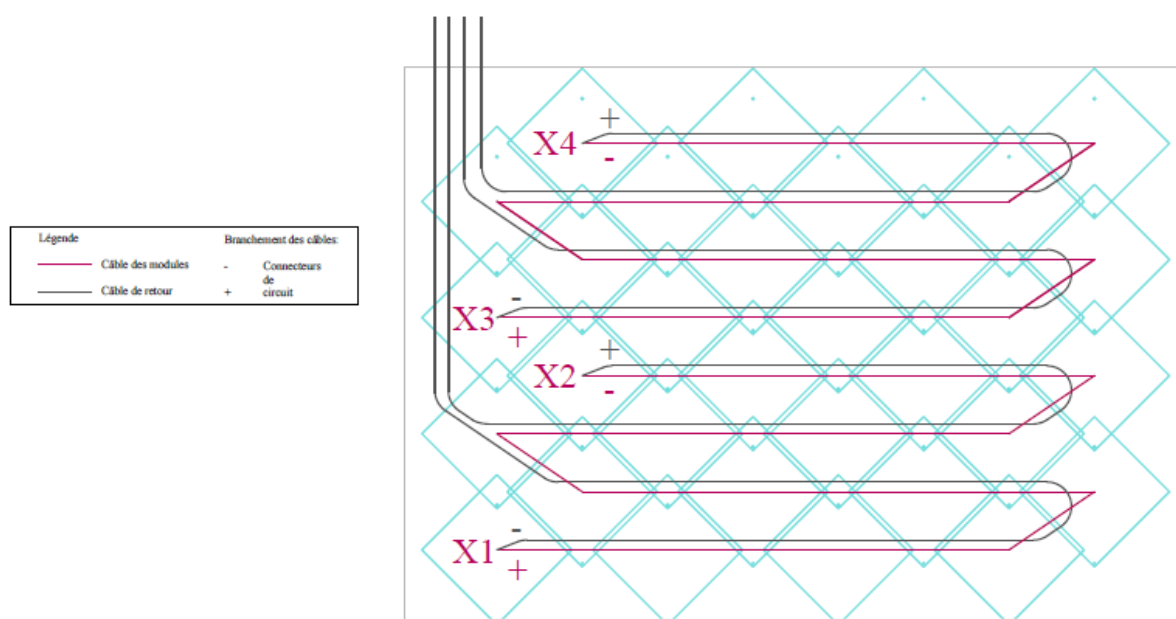 +
X4
-
Légende
Branchement des câbles:
Câble des modules
-
Connecteurs
de
Câble de retour
+
circuit
-
X3
+
+
X2
-
-
X1
+